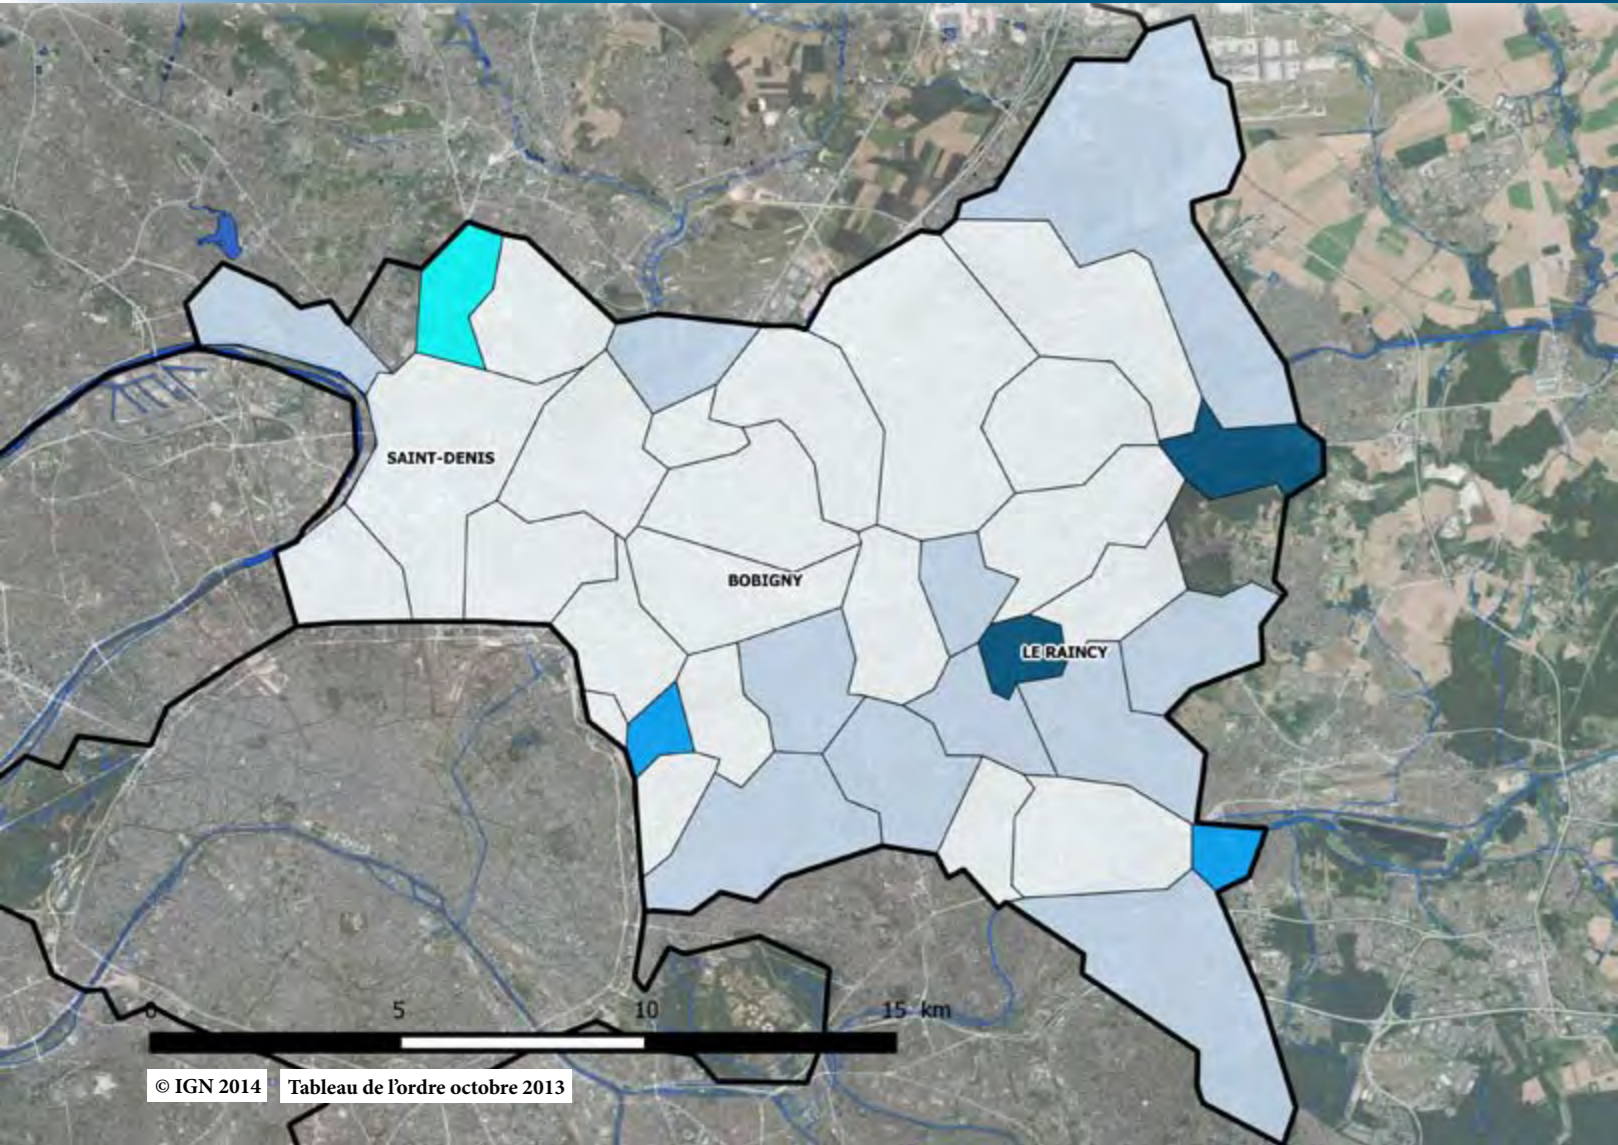 SAINT-DENIS
BOBIGNY
LE RAINCY
0 5 10 15 km
© IGN 2014 Tableau de l'ordre octobre 2013